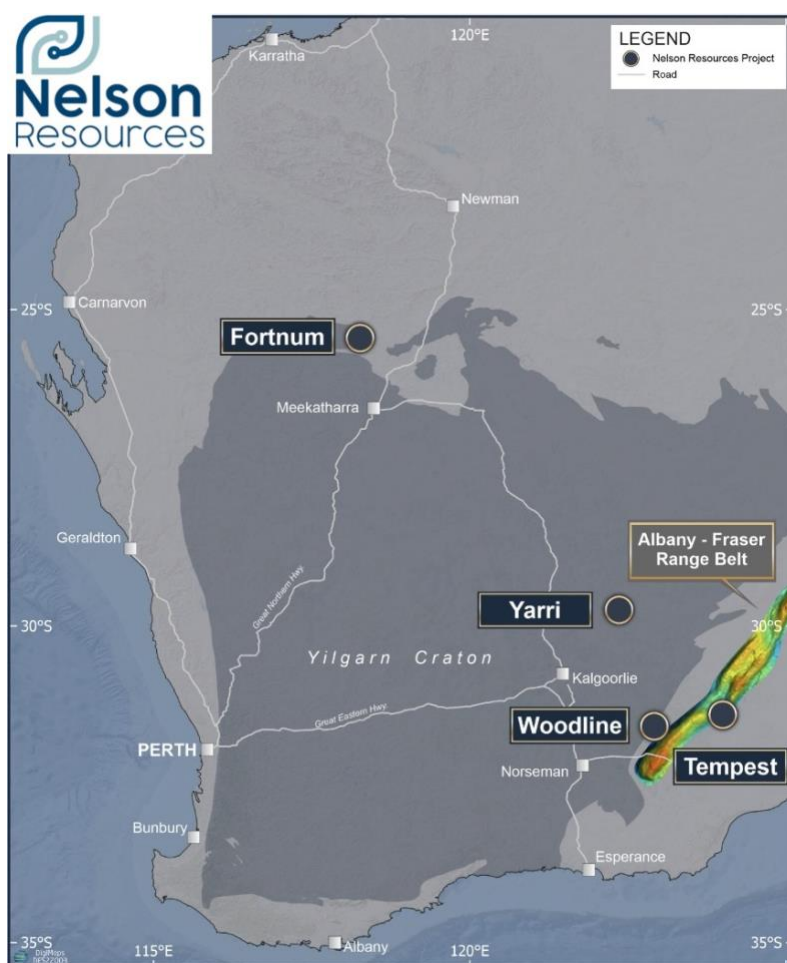 Nelson
Resources
120°E
LEGEND
Nelson Resources Project
Road
Karratha
Newman
Carnarvon
25°S
25°S
Fortnum
Meekatharra
Geraldton
Albany - Fraser
Range Belt
Great Northern Hwy.
Yarri
30°S
30°S
Yilgarn Craton
Kalgoorlie
Great Eastern Hwy.
Woodline
PERTH
Norseman
Tempest
Bunbury
Esperance
35°S
115°E
Albany
120°E
35°S
DigiMaps